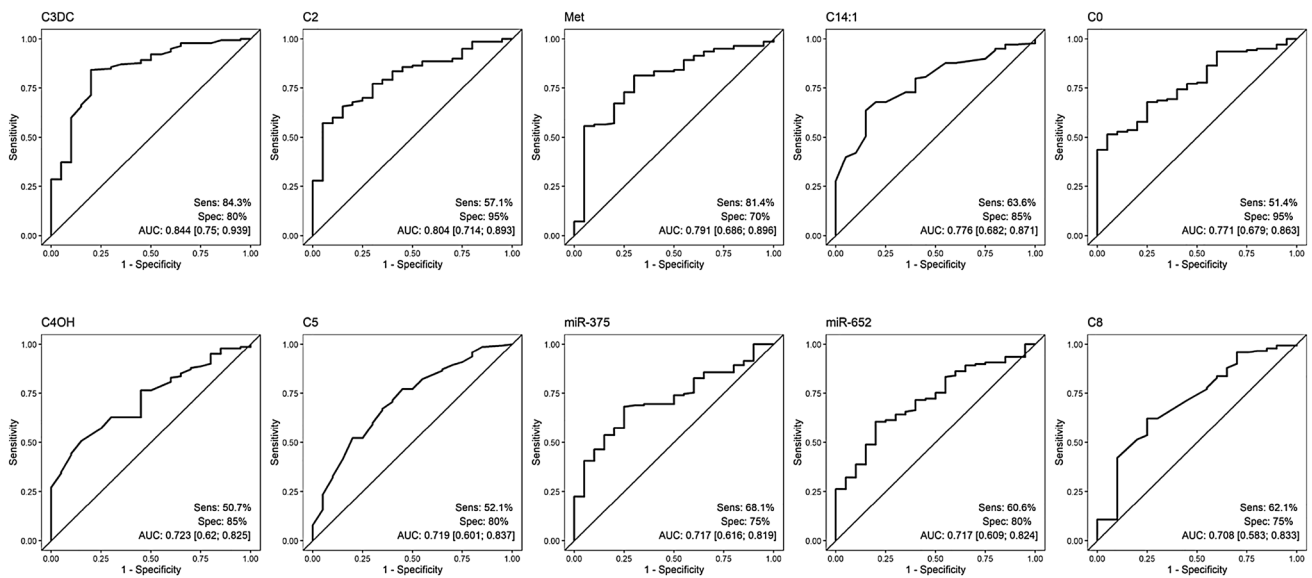 C3DC
1.00
0.75
0.50
0.25
0.00
Sensitivity
Sens: 84.3%
Spec: 80%
AUC: 0.844 [0.75; 0.939]
0.00 0.25 0.50 0.75 1.00
1 - Specificity
C2
1.00
0.75
0.50
0.25
0.00
Sensitivity
Sens: 57.1%
Spec: 95%
AUC: 0.804 [0.714; 0.893]
0.00 0.25 0.50 0.75 1.00
1 - Specificity
Met
1.00
0.75
0.50
0.25
0.00
Sensitivity
Sens: 81.4%
Spec: 70%
AUC: 0.791 [0.686; 0.896]
0.00 0.25 0.50 0.75 1.00
1 - Specificity
C14:1
1.00
0.75
0.50
0.25
0.00
Sensitivity
Sens: 63.6%
Spec: 85%
AUC: 0.776 [0.682; 0.871]
0.00 0.25 0.50 0.75 1.00
1 - Specificity
C0
1.00
0.75
0.50
0.25
0.00
Sensitivity
Sens: 51.4%
Spec: 95%
AUC: 0.771 [0.679; 0.863]
0.00 0.25 0.50 0.75 1.00
1 - Specificity
C4OH
1.00
0.75
0.50
0.25
0.00
Sensitivity
Sens: 50.7%
Spec: 85%
AUC: 0.723 [0.62; 0.825]
0.00 0.25 0.50 0.75 1.00
1 - Specificity
C5
1.00
0.75
0.50
0.25
0.00
Sensitivity
Sens: 52.1%
Spec: 80%
AUC: 0.719 [0.601; 0.837]
0.00 0.25 0.50 0.75 1.00
1 - Specificity
miR-375
1.00
0.75
0.50
0.25
0.00
Sensitivity
Sens: 68.1%
Spec: 75%
AUC: 0.717 [0.616; 0.819]
0.00 0.25 0.50 0.75 1.00
1 - Specificity
miR-652
1.00
0.75
0.50
0.25
0.00
Sensitivity
Sens: 60.6%
Spec: 80%
AUC: 0.717 [0.609; 0.824]
0.00 0.25 0.50 0.75 1.00
1 - Specificity
C8
1.00
0.75
0.50
0.25
0.00
Sensitivity
Sens: 62.1%
Spec: 75%
AUC: 0.708 [0.583; 0.833]
0.00 0.25 0.50 0.75 1.00
1 - Specificity